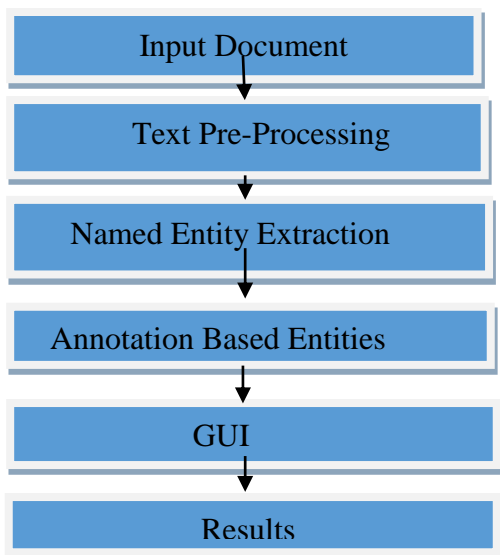 Input Document
Text Pre-Processing
Named Entity Extraction
Annotation Based Entities
GUI
Results